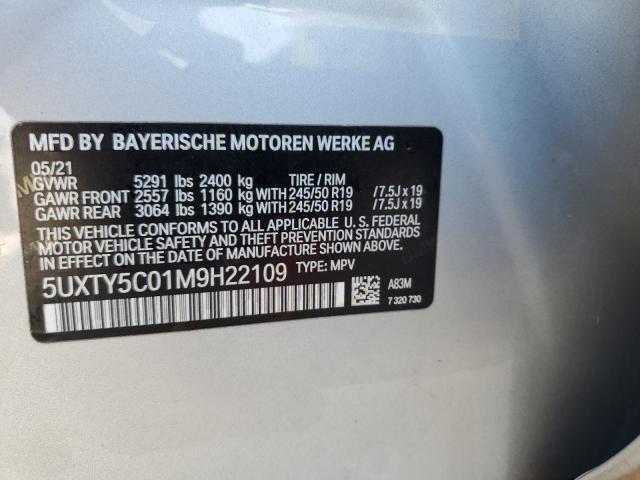 MFD BY BAYERISCHE MOTOREN WERKE AG
05/21
GVWR 5291 lbs 2400 kg TIRE / RIM
GAWR FRONT 2557 lbs 1160 kg WITH 245/50 R19 / 7.5J x 19
GAWR REAR 3064 lbs 1390 kg WITH 245/50 R19 / 7.5J x 19
THIS VEHICLE CONFORMS TO ALL APPLICABLE U. S. FEDERAL
MOTOR VEHICLE SAFETY AND THEFT PREVENTION STANDARDS
IN EFFECT ON THE DATE OF MANUFACTURE.
5UXTY5C01M9H22109 TYPE: MPV
A83M
7 320 730